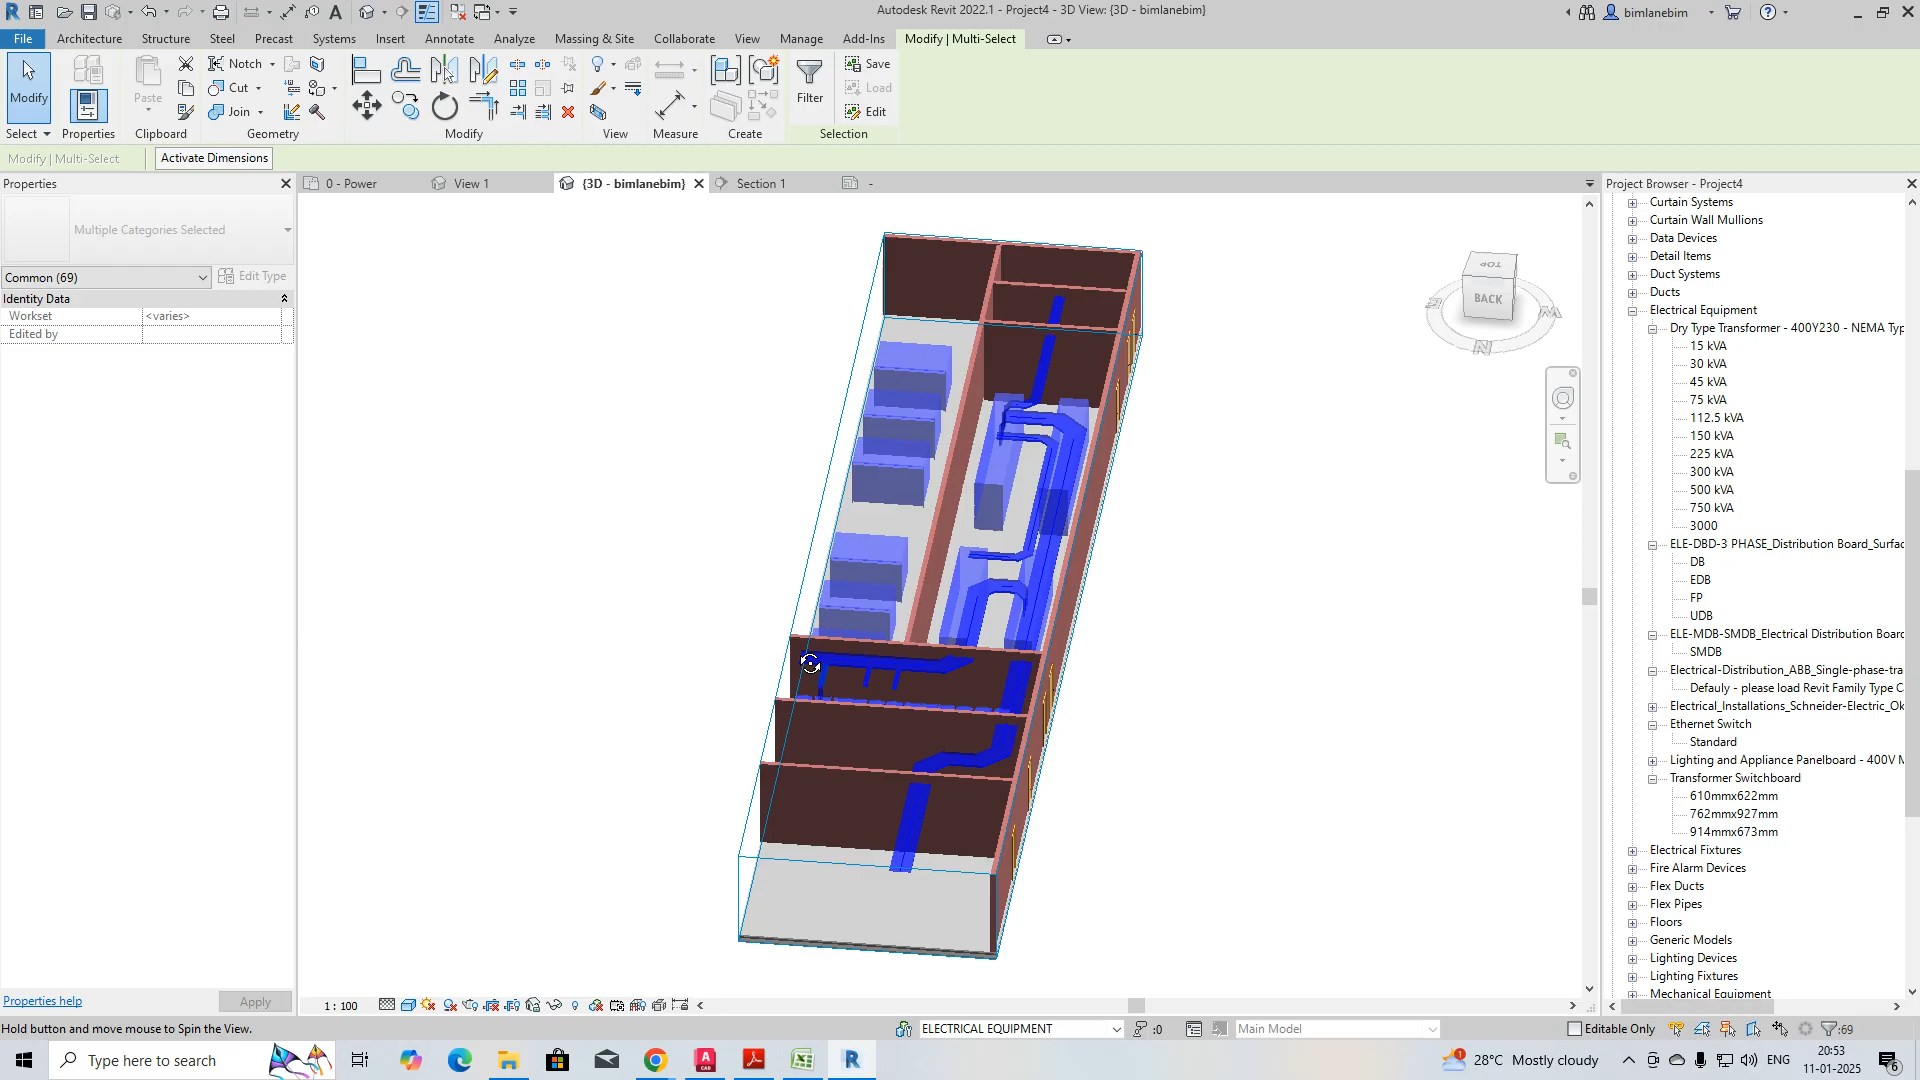 Autodesk Revit 2022.1 - Project4 - 3D View: {3D - bimlanebim}
bimlanebim
File
Architecture
Structure
Steel
Precast
Systems
Insert
Annotate
Analyze
Massing & Site
Collaborate
View
Manage
Add-Ins
Modify | Multi-Select
Modify
Paste
Notch
Cut
Join
Filter
Save
Load
Edit
Select
Properties
Clipboard
Geometry
Modify
View
Measure
Create
Selection
Modify | Multi-Select
Activate Dimensions
Properties
Multiple Categories Selected
Common (69)
Edit Type
Identity Data
Workset
<varies>
Edited by
Properties help
Apply
0 - Power
View 1
{3D - bimlanebim}
Section 1
-
TOP
BACK
N
1 : 100
Project Browser - Project4
Curtain Systems
Curtain Wall Mullions
Data Devices
Detail Items
Duct Systems
Ducts
Electrical Equipment
Dry Type Transformer - 400Y230 - NEMA Typ
15 kVA
30 kVA
45 kVA
75 kVA
112.5 kVA
150 kVA
225 kVA
300 kVA
500 kVA
750 kVA
3000
ELE-DBD-3 PHASE_Distribution Board_Surfac
DB
EDB
FP
UDB
ELE-MDB-SMDB_Electrical Distribution Board
SMDB
Electrical-Distribution_ABB_Single-phase-tra
Defauly - please load Revit Family Type C
Electrical_Installations_Schneider-Electric_Ok
Ethernet Switch
Standard
Lighting and Appliance Panelboard - 400V M
Transformer Switchboard
610mmx622mm
762mmx927mm
914mmx673mm
Electrical Fixtures
Fire Alarm Devices
Flex Ducts
Flex Pipes
Floors
Generic Models
Lighting Devices
Lighting Fixtures
Mechanical Equipment
Hold button and move mouse to Spin the View.
ELECTRICAL EQUIPMENT
:0
Main Model
Editable Only
:69
Type here to search
28°C Mostly cloudy
ENG
20:53
11-01-2025
6